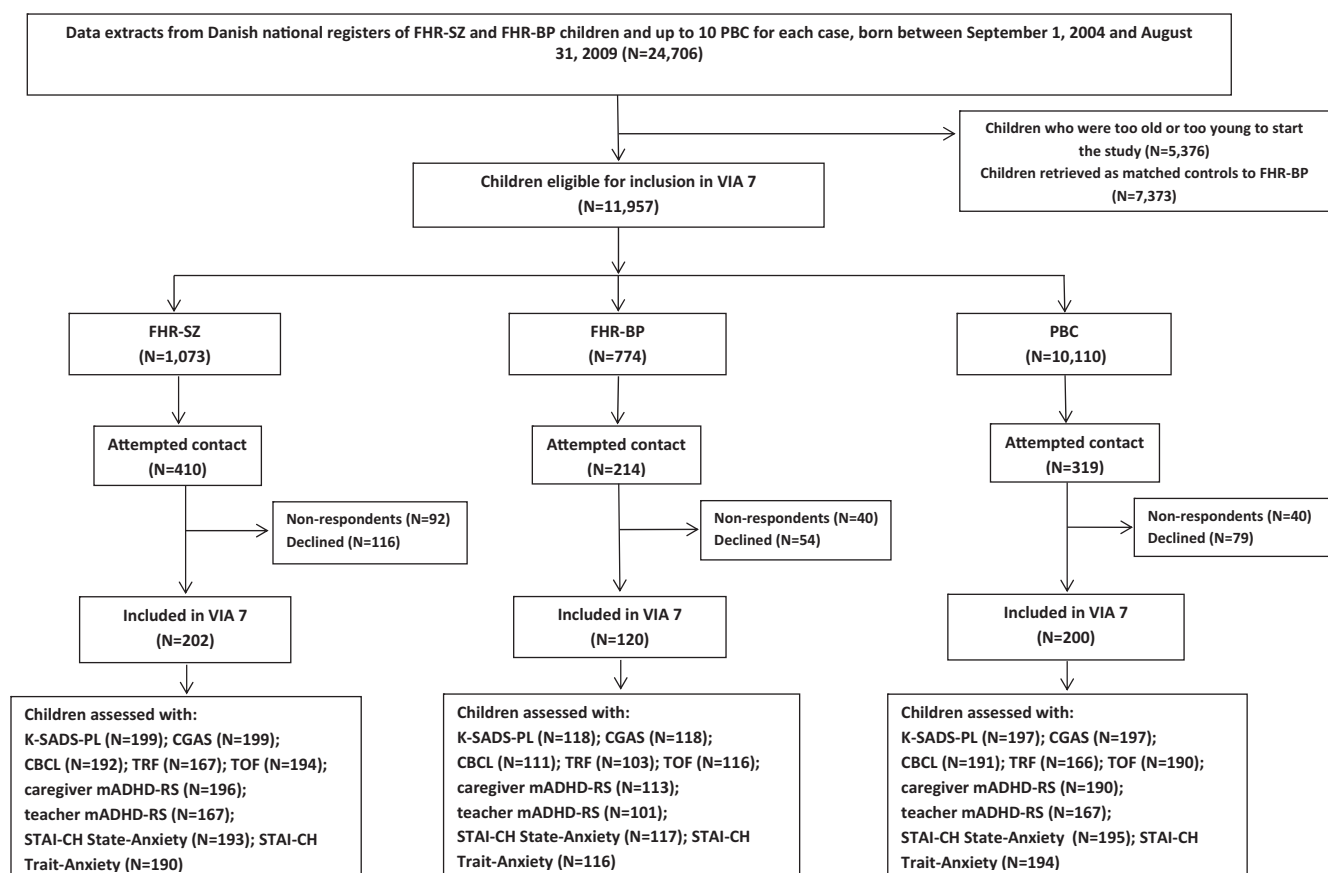 Data extracts from Danish national registers of FHR-SZ and FHR-BP children and up to 10 PBC for each case, born between September 1, 2004 and August
31, 2009 (N=24,706)
Children who were too old or too young to start
the study (N=5,376)
Children retrieved as matched controls to FHR-BP
(N=7,373)
Children eligible for inclusion in VIA 7
(N=11,957)
FHR-SZ
(N=1,073)
FHR-BP
(N=774)
PBC
(N=10,110)
Attempted contact
(N=410)
Attempted contact
(N=214)
Attempted contact
(N=319)
Non-respondents (N=92)
Declined (N=116)
Non-respondents (N=40)
Declined (N=54)
Non-respondents (N=40)
Declined (N=79)
Included in VIA 7
(N=202)
Included in VIA 7
(N=120)
Included in VIA 7
(N=200)
Children assessed with:
K-SADS-PL (N=199); CGAS (N=199);
CBCL (N=192); TRF (N=167); TOF (N=194);
caregiver mADHD-RS (N=196);
teacher mADHD-RS (N=167);
STAI-CH State-Anxiety (N=193); STAI-CH
Trait-Anxiety (N=190)
Children assessed with:
K-SADS-PL (N=118); CGAS (N=118);
CBCL (N=111); TRF (N=103); TOF (N=116);
caregiver mADHD-RS (N=113);
teacher mADHD-RS (N=101);
STAI-CH State-Anxiety (N=117); STAI-CH
Trait-Anxiety (N=116)
Children assessed with:
K-SADS-PL (N=197); CGAS (N=197);
CBCL (N=191); TRF (N=166); TOF (N=190);
caregiver mADHD-RS (N=190);
teacher mADHD-RS (N=167);
STAI-CH State-Anxiety (N=195); STAI-CH
Trait-Anxiety (N=194)